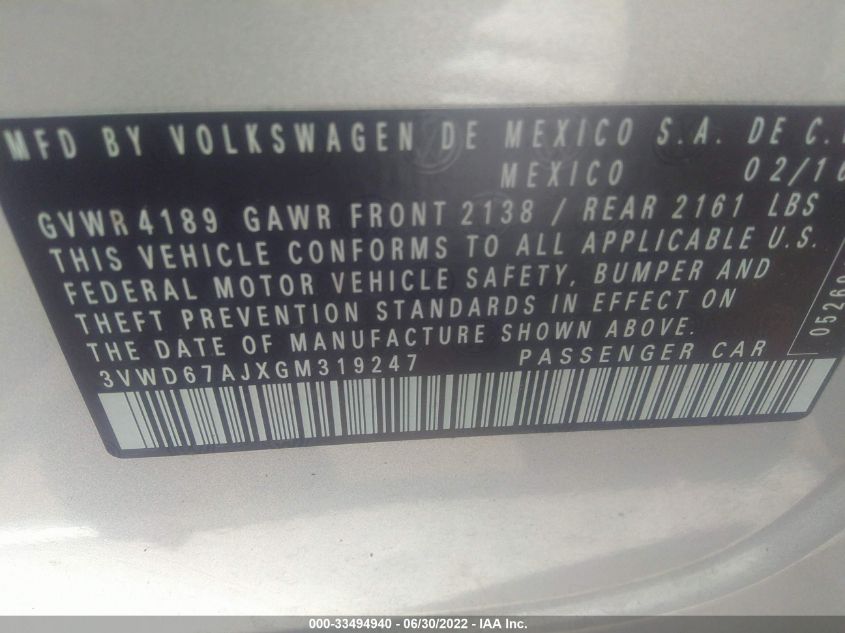 MFD BY VOLKSWAGEN DE MEXICO S.A. DE C.
MEXICO 02/16
GVWR 4189 GAWR FRONT 2138 / REAR 2161 LBS
THIS VEHICLE CONFORMS TO ALL APPLICABLE U.S.
FEDERAL MOTOR VEHICLE SAFETY, BUMPER AND
THEFT PREVENTION STANDARDS IN EFFECT ON
THE DATE OF MANUFACTURE SHOWN ABOVE.
3VWD67AJXGM319247 PASSENGER CAR
000-33494940 - 06/30/2022 - IAA Inc.